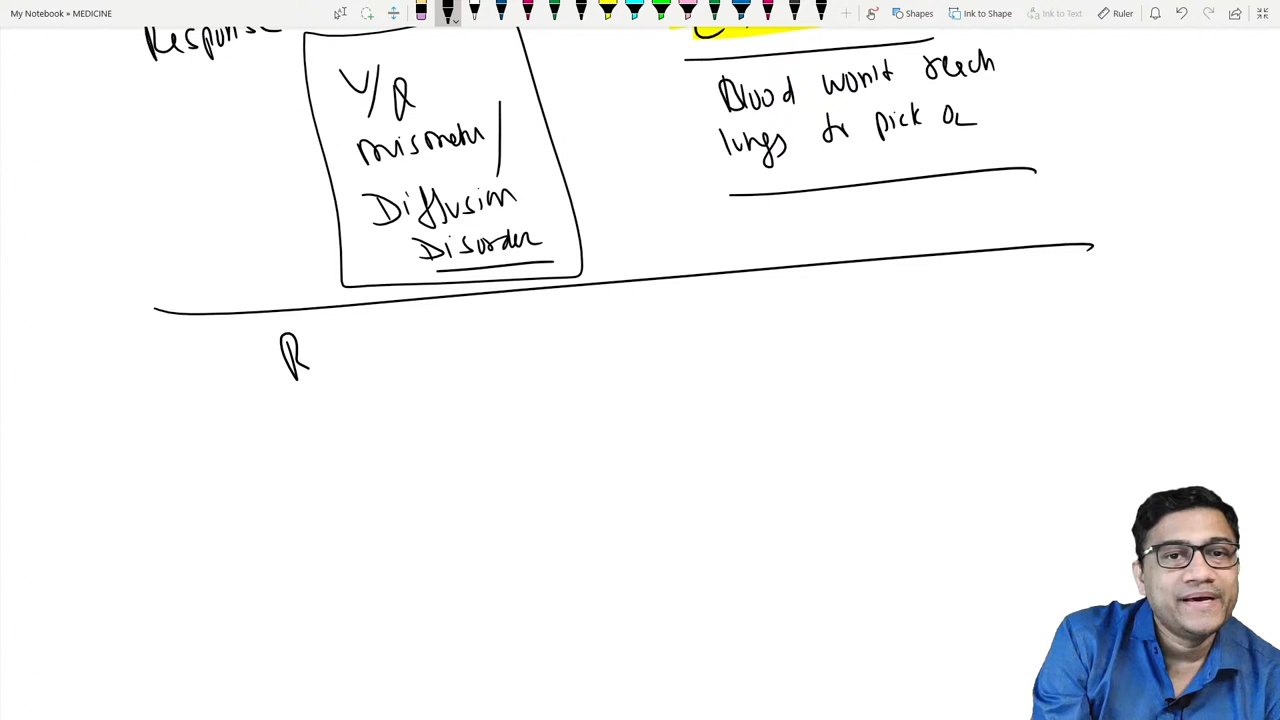 My Notebook » MEDICINE
Shapes
Ink to Shape
Ink to Text
Ruler
Response
V/Q
mismatch/
Diffusion
Disorder
Blood won't reach
lungs to pick O2
R